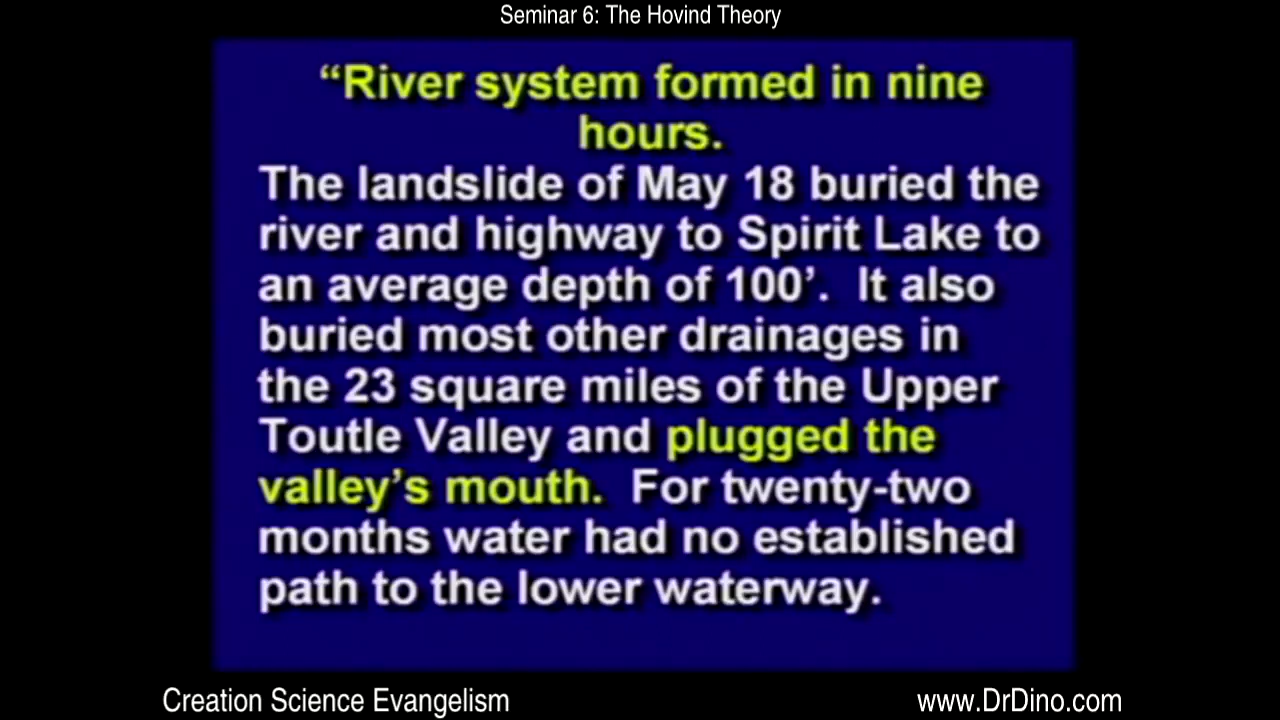 Seminar 6: The Hovind Theory
“River system formed in nine
hours.
The landslide of May 18 buried the
river and highway to Spirit Lake to
an average depth of 100’.  It also
buried most other drainages in
the 23 square miles of the Upper
Toutle Valley and plugged the
valley’s mouth.  For twenty-two
months water had no established
path to the lower waterway.
Creation Science Evangelism
www.DrDino.com